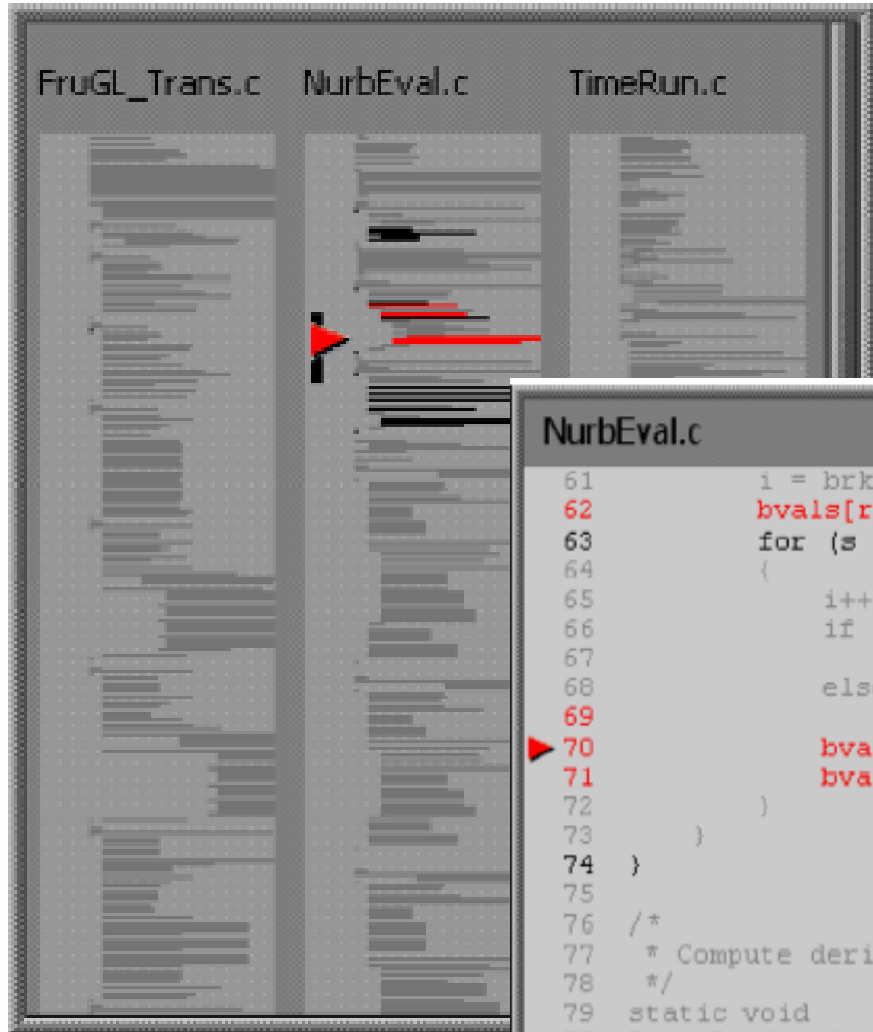 FruGL_Trans.c NurbEval.c TimeRun.c
NurbEval.c
61 i = brk
62 bvals[r
63 for (s
64 {
65 i++
66 if
67
68 els
69
70 bva
71 bva
72 }
73 }
74 }
75
76 /*
77 * Compute deri
78 */
79 static void